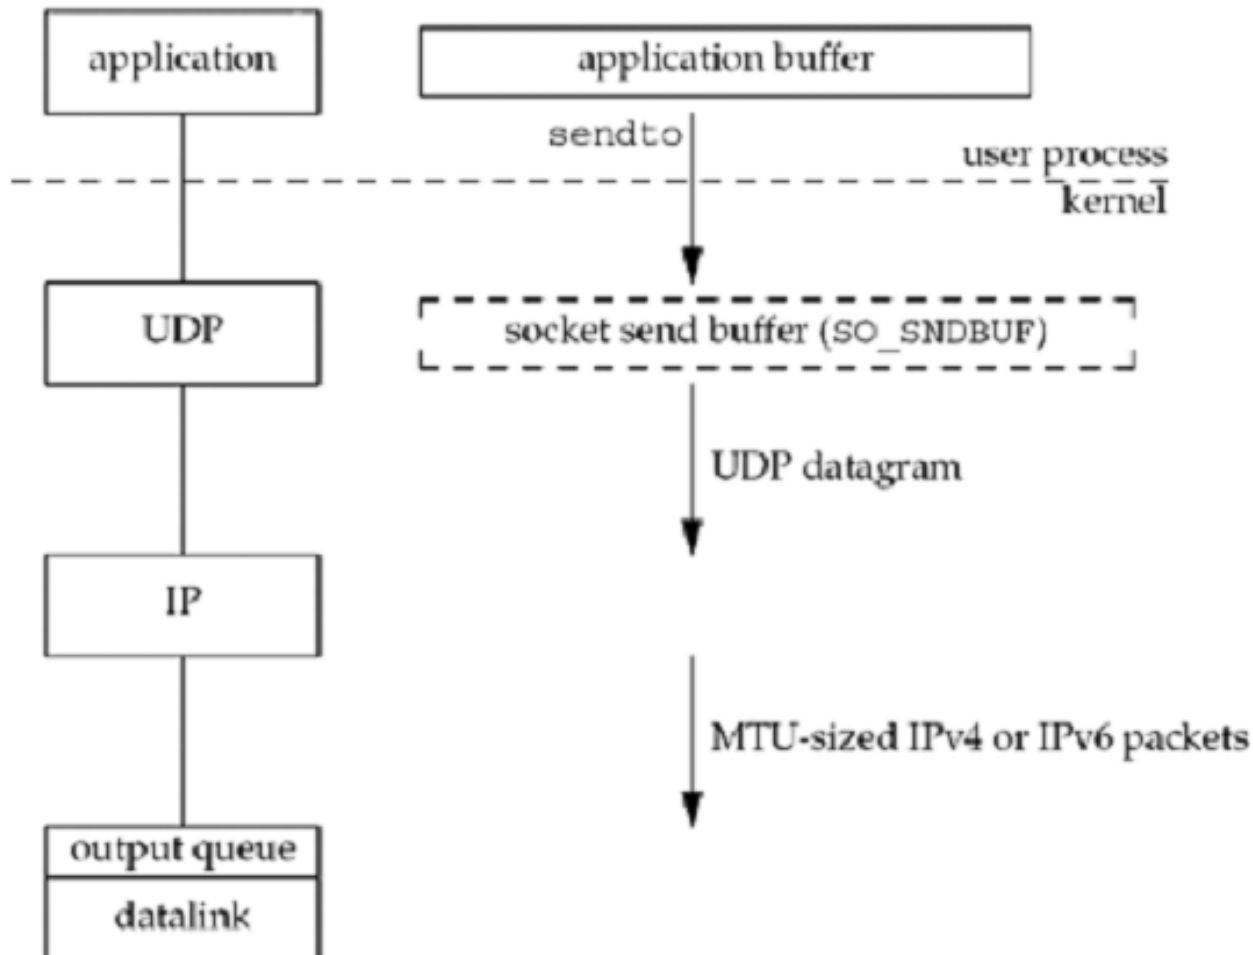 application
application buffer
sendto
user process
kernel
UDP
socket send buffer (SO_SNDBUF)
UDP datagram
IP
MTU-sized IPv4 or IPv6 packets
output queue
datalink